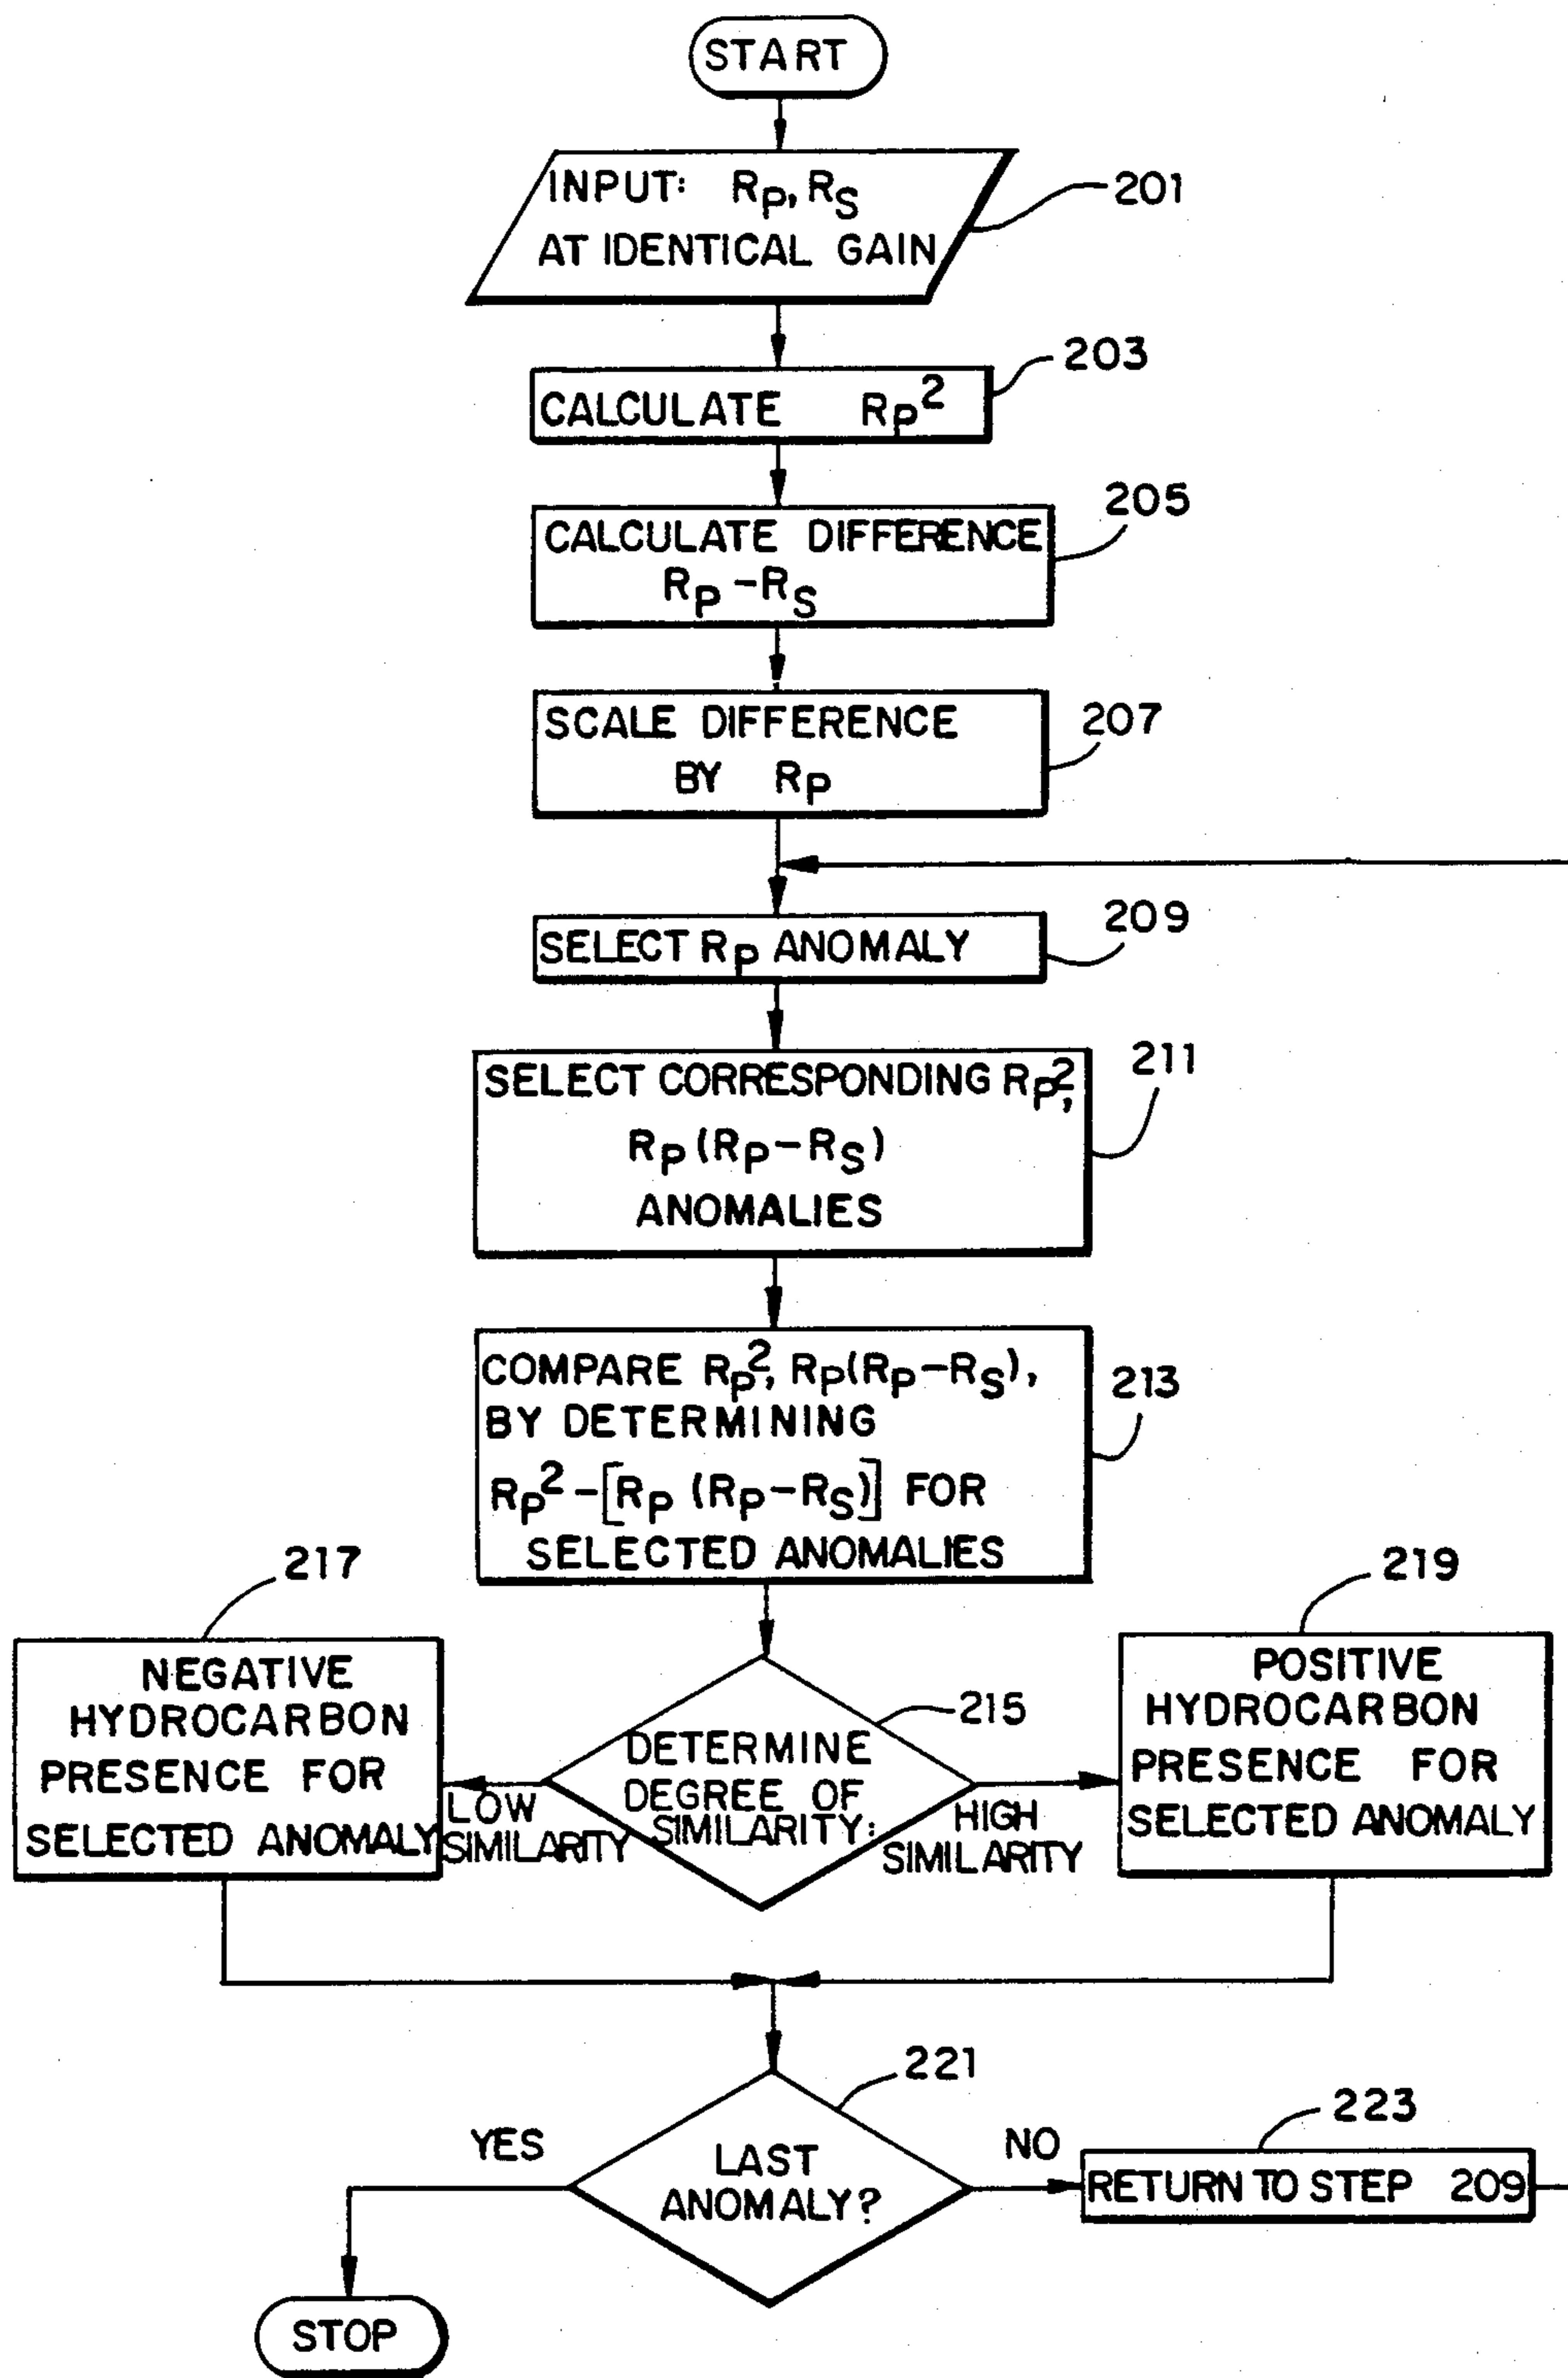 START
INPUT: RP, RS
AT IDENTICAL GAIN
201
203
CALCULATE RP²
205
CALCULATE DIFFERENCE
RP-RS
207
SCALE DIFFERENCE
BY RP
209
SELECT RP ANOMALY
211
SELECT CORRESPONDING RP²,
RP(RP-RS)
ANOMALIES
213
COMPARE RP², RP(RP-RS),
BY DETERMINING
RP²-[RP (RP-RS)] FOR
SELECTED ANOMALIES
217
NEGATIVE
HYDROCARBON
PRESENCE FOR
SELECTED ANOMALY
LOW
SIMILARITY
215
DETERMINE
DEGREE OF
SIMILARITY:
HIGH
SIMILARITY
219
POSITIVE
HYDROCARBON
PRESENCE FOR
SELECTED ANOMALY
221
LAST
ANOMALY?
YES
NO
223
RETURN TO STEP 209
STOP